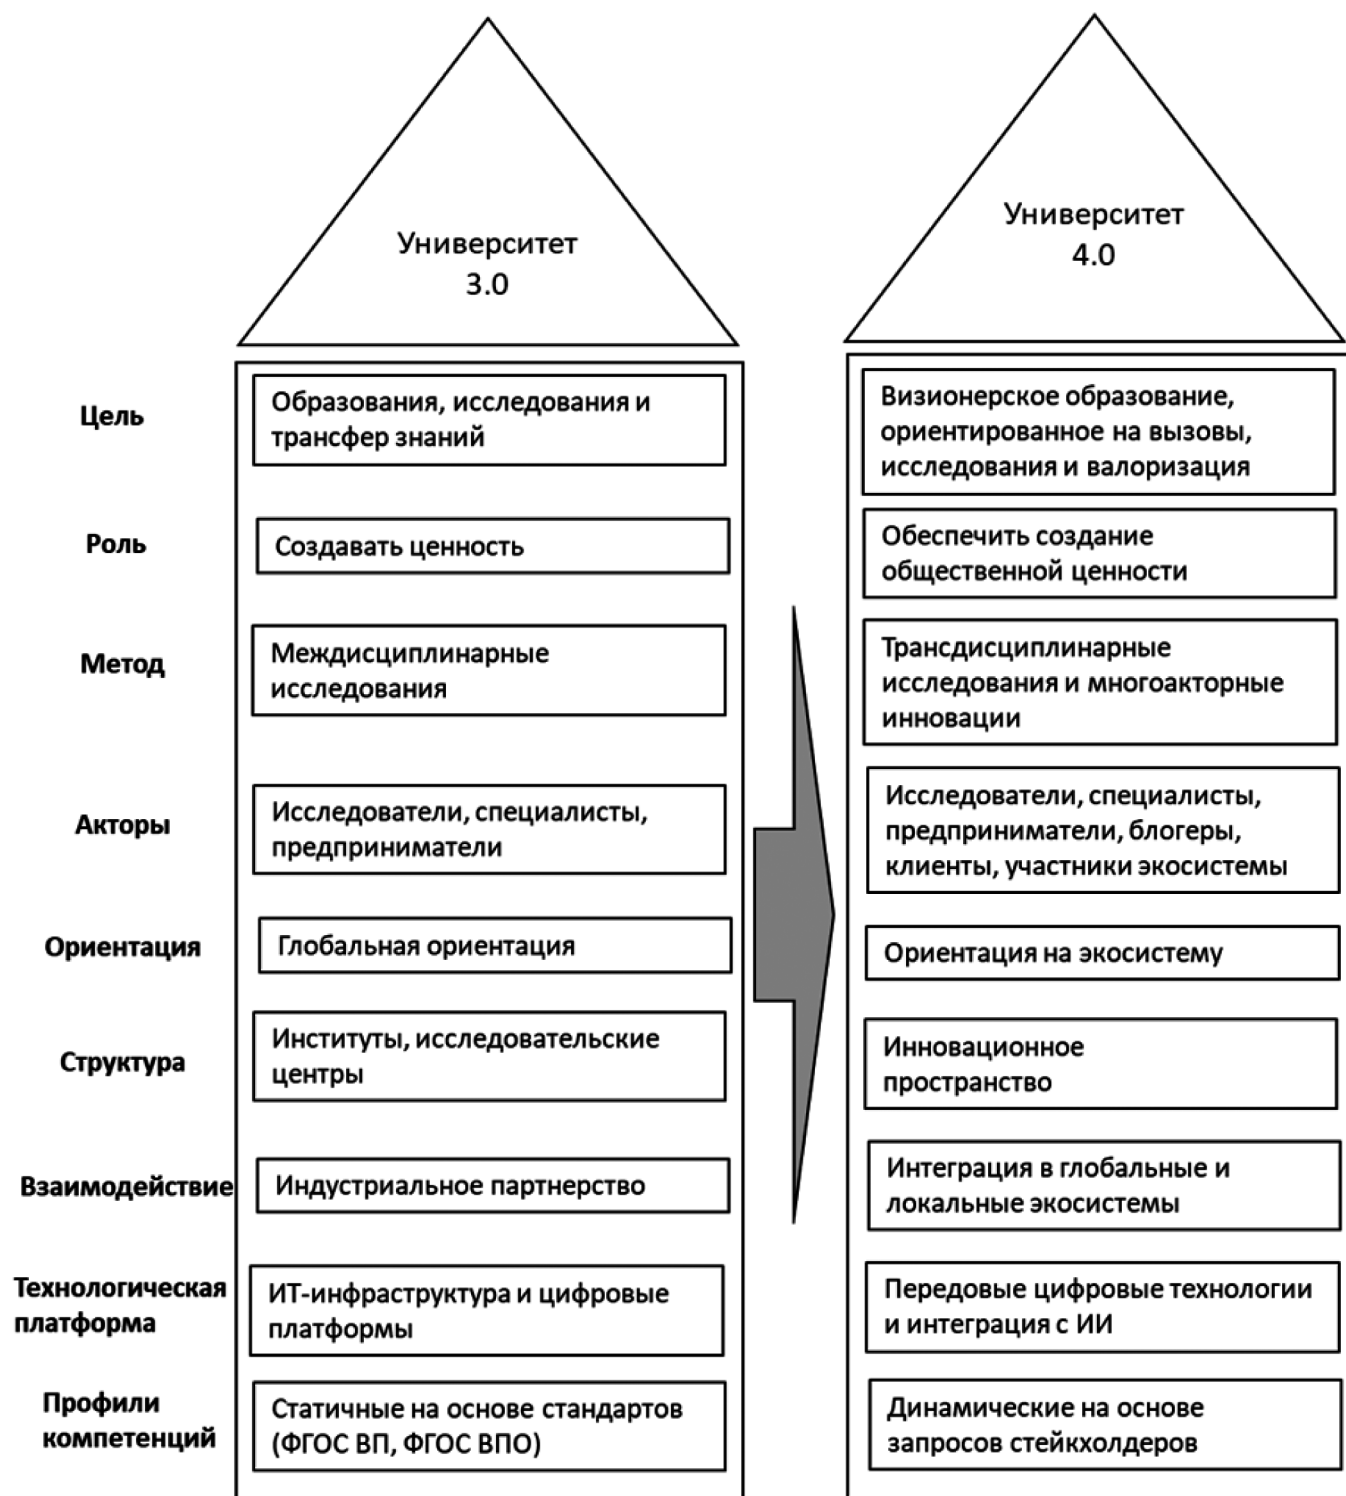 Университет
3.0
Университет
4.0
Цель
Образования, исследования и
трансфер знаний
Визионерское образование,
ориентированное на вызовы,
исследования и валоризация
Роль
Создавать ценность
Обеспечить создание
общественной ценности
Метод
Междисциплинарные
исследования
Трансдисциплинарные
исследования и многоакторные
инновации
Акторы
Исследователи, специалисты,
предприниматели
Исследователи, специалисты,
предприниматели, блогеры,
клиенты, участники экосистемы
Ориентация
Глобальная ориентация
Ориентация на экосистему
Структура
Институты, исследовательские
центры
Инновационное
пространство
Взаимодействие
Индустриальное партнерство
Интеграция в глобальные и
локальные экосистемы
Технологическая
платформа
ИТ-инфраструктура и цифровые
платформы
Передовые цифровые технологии
и интеграция с ИИ
Профили
компетенций
Статичные на основе стандартов
(ФГОС ВП, ФГОС ВПО)
Динамические на основе
запросов стейкхолдеров